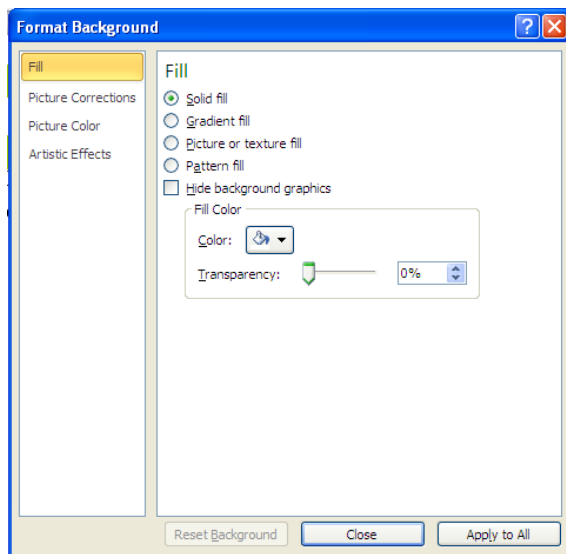 Format Background
?
Fill
Picture Corrections
Picture Color
Artistic Effects
Fill
Solid fill
Gradient fill
Picture or texture fill
Pattern fill
Hide background graphics
Fill Color
Color:
Transparency: 0%
Reset Background Close Apply to All